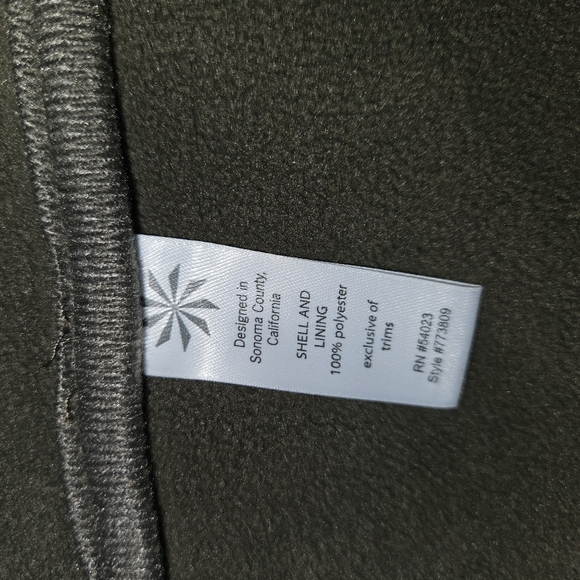 Designed in
Sonoma County,
California
SHELL AND
LINING
100% polyester
exclusive of
trims
RN #54023
Style #773809